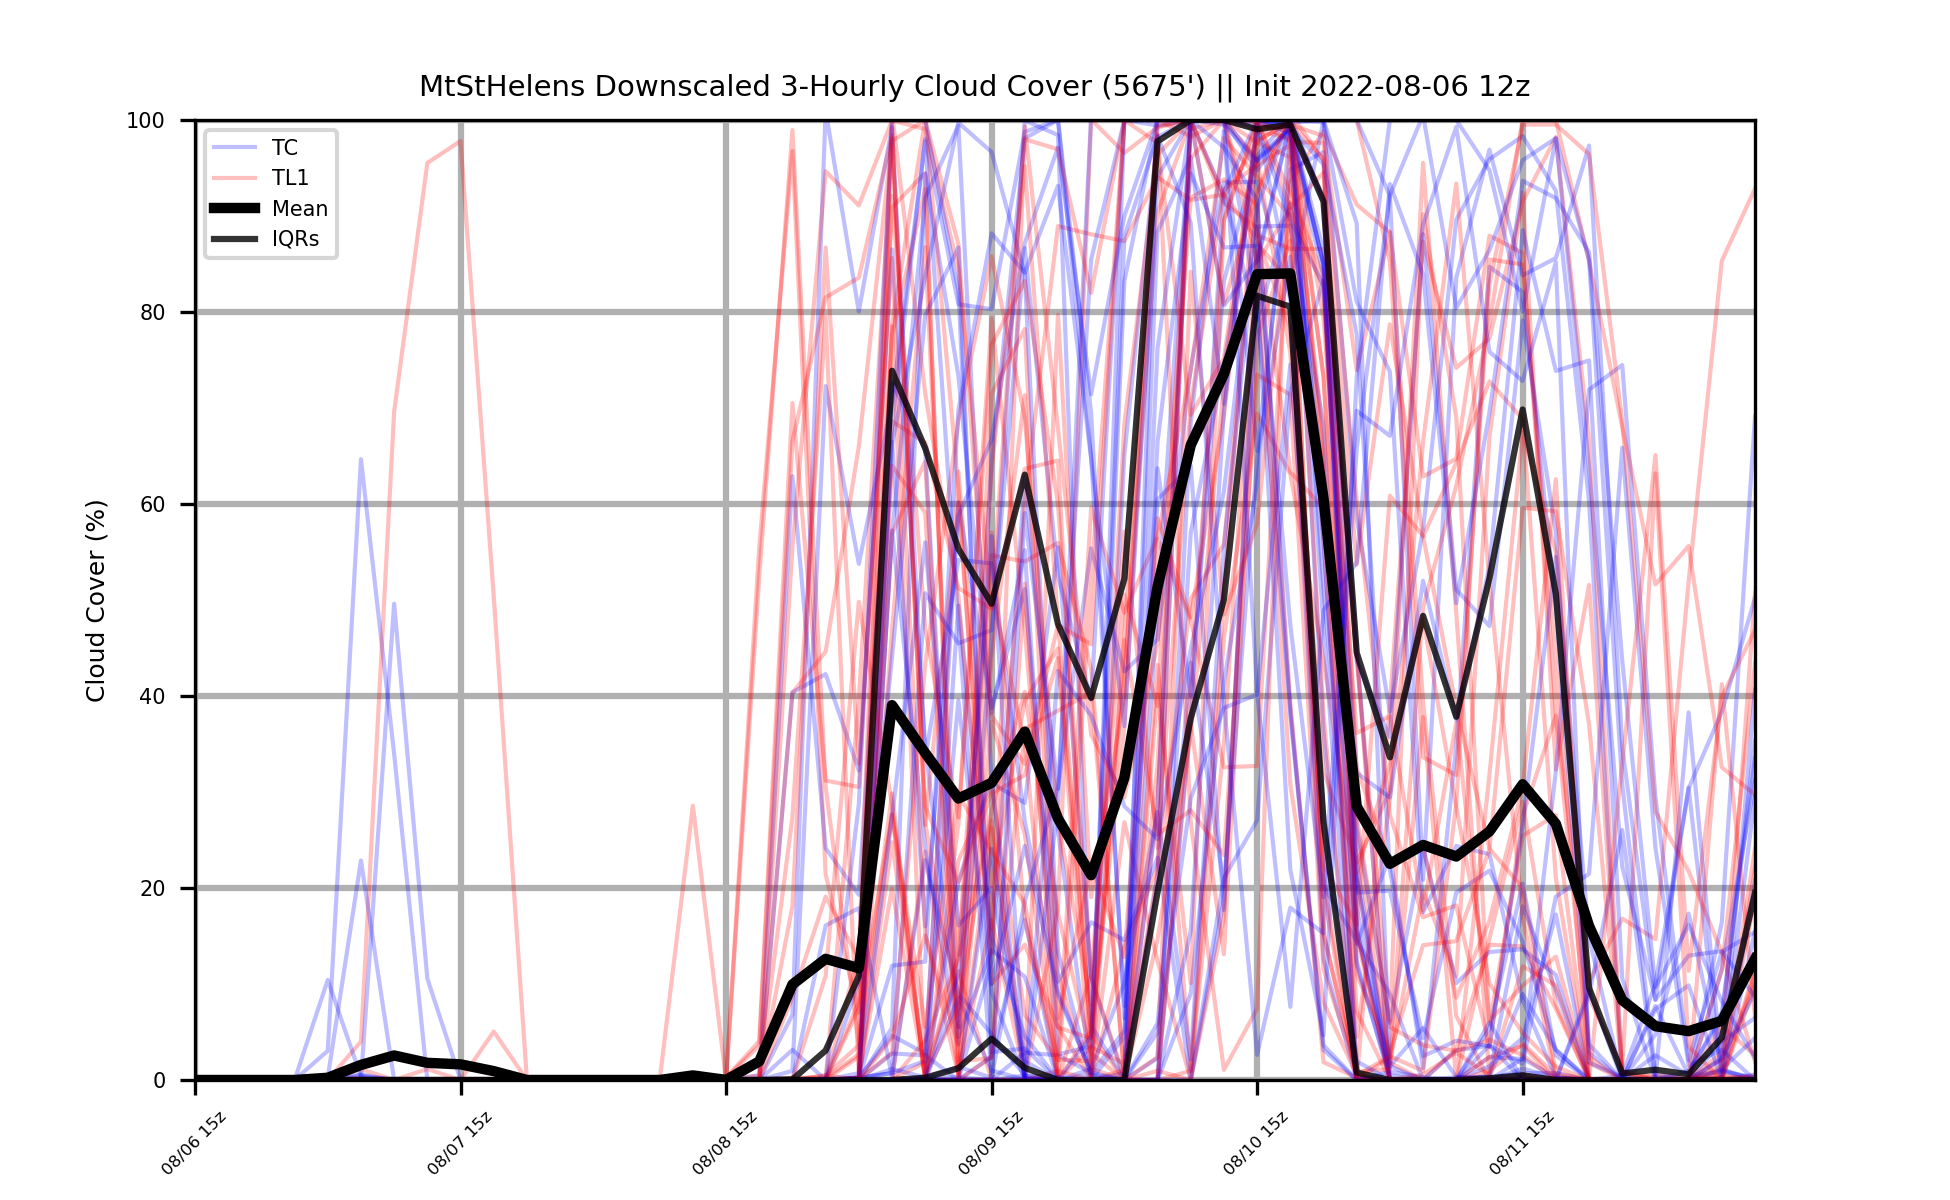 MtStHelens Downscaled 3-Hourly Cloud Cover (5675') || Init 2022-08-06 12z
100
80
60
40
20
0
Cloud Cover (%)
TC
TL1
Mean
IQRs
08/06 15z
08/07 15z
08/08 15z
08/09 15z
08/10 15z
08/11 15z